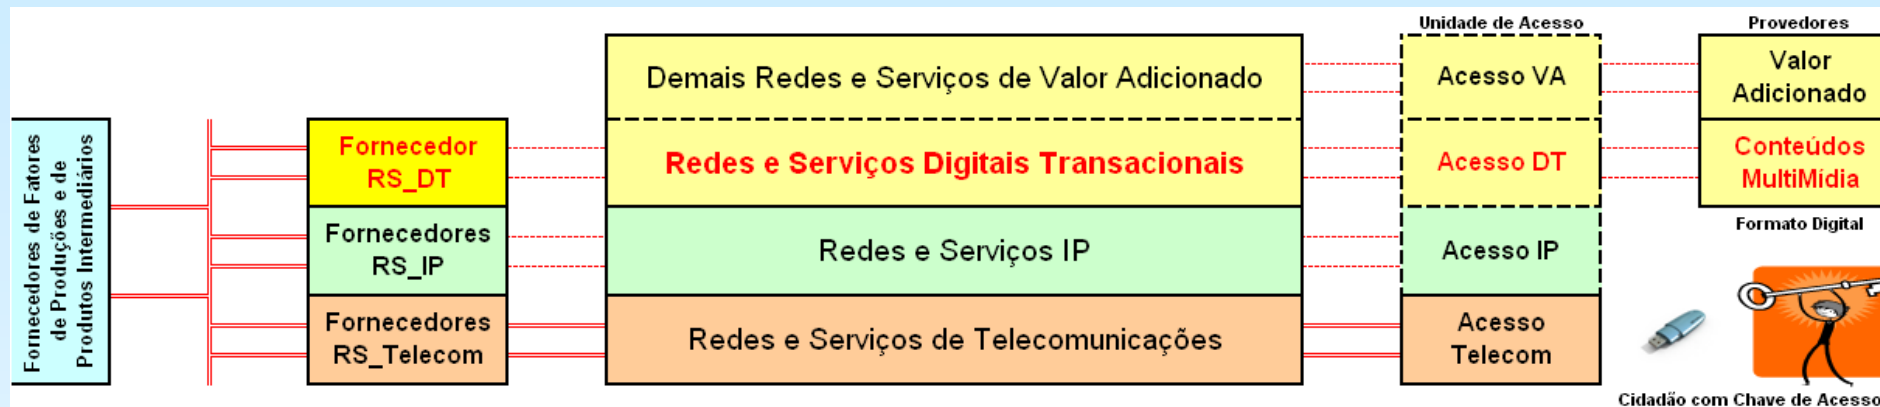 Unidade de Acesso
Provedores
Fornecedores de Fatores
de Produções e de
Produtos Intermediários
Fornecedor
RS_DT
Fornecedores
RS_IP
Fornecedores
RS_Telecom
Demais Redes e Serviços de Valor Adicionado
Redes e Serviços Digitais Transacionais
Redes e Serviços IP
Redes e Serviços de Telecomunicações
Acesso VA
Acesso DT
Acesso IP
Acesso
Telecom
Valor
Adicionado
Conteúdos
MultiMídia
Formato Digital
Cidadão com Chave de Acesso